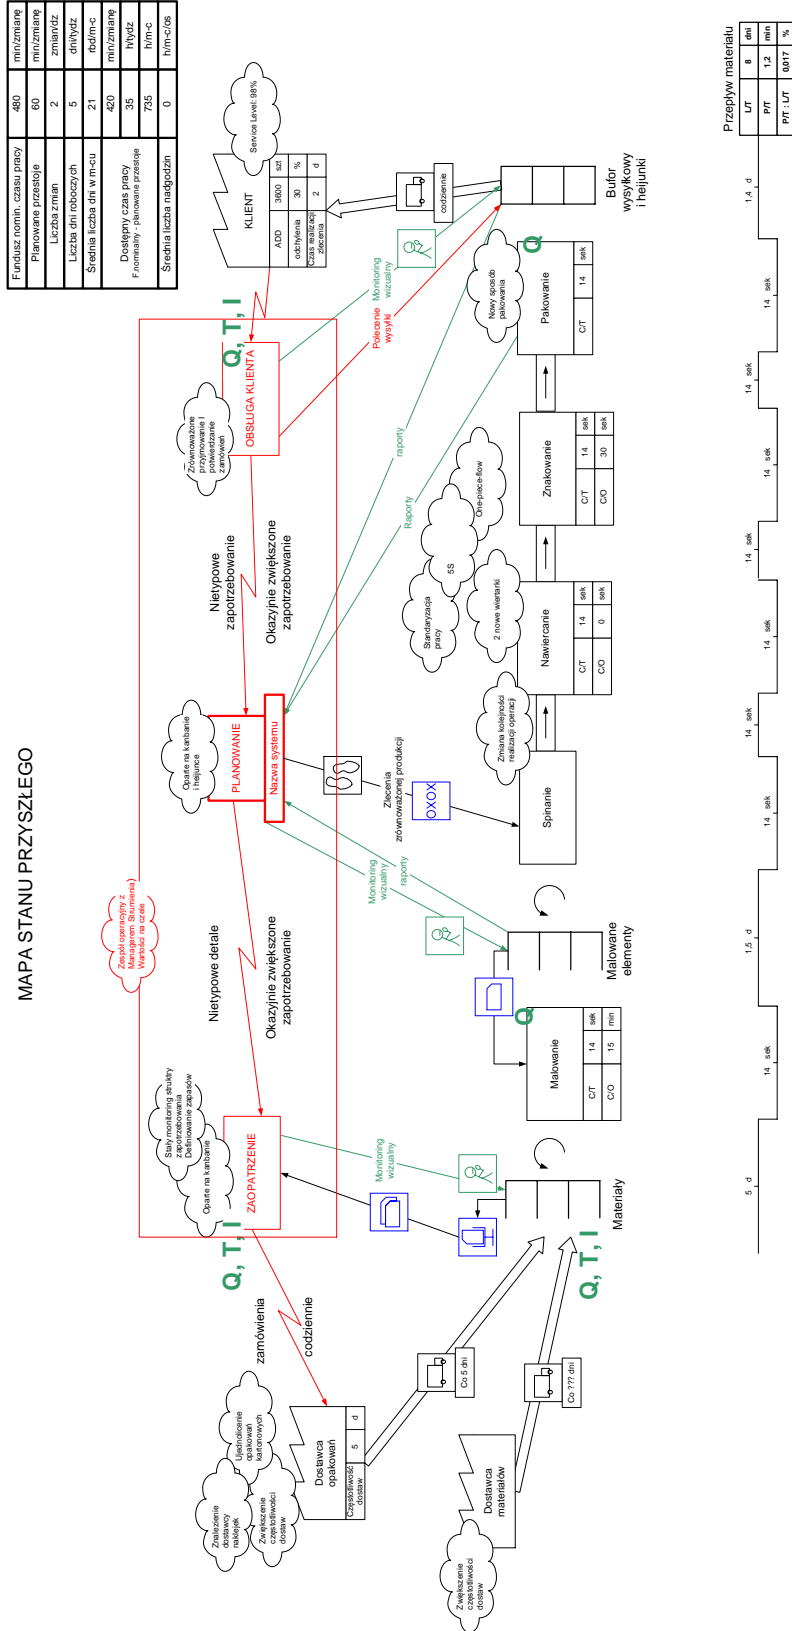 MAPA STANU PRZYSZŁEGO
Fundusz nomin. czasu pracy 480 min/zmianę
Planowane przestoje 60 min/zmianę
Liczba zmian 2 zmian/dz
Liczba dni roboczych 5 dni/tydz
Średnia liczba dni w m-cu 21 rbd/m-c
Dostępny czas pracy 420 min/zmianę
F.nominalny - planowane przestoje 35 h/tydz
735 h/m-c
Średnia liczba nadgodzin 0 h/m-c/os
Znalezienie
dostawcy
naklejek
Ujednolicenie
opakowań
kartonowych
Zwiększenie
częstotliwości
dostaw
Dostawca
opakowań
Częstotliwość
dostaw
5 d
zamówienia
codziennie
Q, T, I
Stały monitoring struktry
zapotrzebowania
Definiowanie zapasów
Oparte na kanbanie
ZAOPATRZENIE
Zespół operacyjny z
Managerem Strumienia)
Wartości na czele
Nietypowe detale
Okazyjnie zwiększone
zapotrzebowanie
Oparte na kanbanie
i heijunce
PLANOWANIE
Nazwa systemu
Nietypowe
zapotrzebowanie
Okazyjnie zwiększone
zapotrzebowanie
Zrównoważone
przyjmowanie I
potwierdzanie
zamówień
OBSŁUGA KLIENTA
Q, T, I
Service Level: 98%
KLIENT
ADD 3600 szt
odchylenia 30 %
Czas realizacji
zlecenia
2 d
codziennie
Monitoring
wizualny
Polecenie
wysyłki
raporty
Raporty
Zlecenia
zrównoważonej produkcji
OXOX
Monitoring
wizualny
raporty
Monitoring
wizualny
Zwiększenie
częstotliwości
dostaw
Dostawca
materiałów
Co 5 dni
Co ??? dni
Q, T, I
Materiały
Q
Malowanie
C/T 14 sek
C/O 15 min
Malowane
elementy
Spinanie
Zmiana kolejności
realizacji operacji
2 nowe wiertarki
Nawiercanie
C/T 14 sek
C/O 0 sek
Standaryzacja
pracy
5S
One-piece-flow
Znakowanie
C/T 14 sek
C/O 30 sek
Nowy sposób
pakowania
Q
Pakowanie
C/T 14 sek
Bufor
wysyłkowy
i hejunki
5 d
14 sek
1,5 d
14 sek
14 sek
14 sek
14 sek
14 sek
14 sek
14 sek
1,4 d
Przepływ materiału
L/T 8 dni
P/T 1,2 min
P/T : L/T 0,017 %